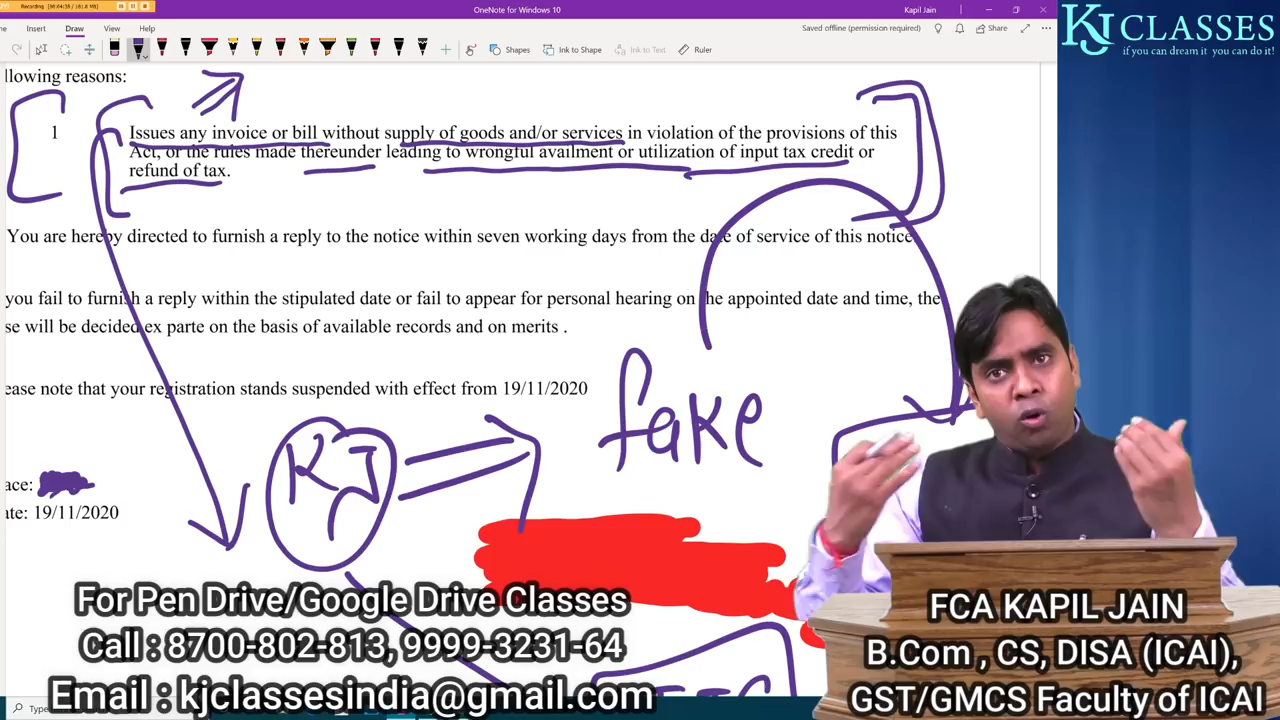 Recording [00:04:38 / 161.8 MB]
OneNote for Windows 10
Kapil Jain
Insert Draw View Help
Saved offline (permission required)
Share
Shapes
Ink to Shape
Ink to Text
Ruler
KJ CLASSES
if you can dream it you can do it!
llowing reasons:
1 Issues any invoice or bill without supply of goods and/or services in violation of the provisions of this
Act, or the rules made thereunder leading to wrongful availment or utilization of input tax credit or
refund of tax.
You are hereby directed to furnish a reply to the notice within seven working days from the date of service of this notice
you fail to furnish a reply within the stipulated date or fail to appear for personal hearing on the appointed date and time, the
se will be decided ex parte on the basis of available records and on merits .
ease note that your registration stands suspended with effect from 19/11/2020
fake
KJ
ace:
ate: 19/11/2020
For Pen Drive/Google Drive Classes
Call : 8700-802-813, 9999-3231-64
Email : kjclassesindia@gmail.com
FCA KAPIL JAIN
B.Com , CS, DISA (ICAI),
GST/GMCS Faculty of ICAI
Type